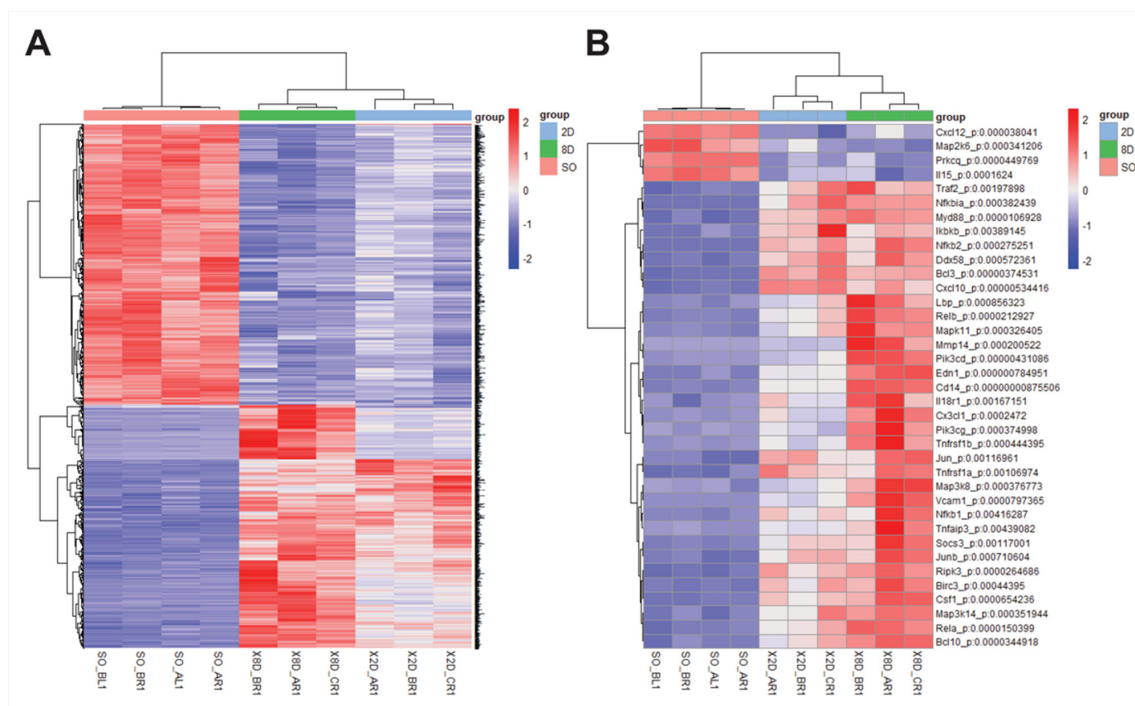 A
group
2
1
0
-1
-2
group
2D
8D
SO
SO_BL1
SO_BR1
SO_AL1
SO_AR1
X8D_BR1
X8D_AR1
X8D_CR1
X2D_AR1
X2D_BR1
X2D_CR1
B
group
Cxcl12_p:0.000038041
Map2k6_p:0.000341206
Prkcq_p:0.0000449769
Il15_p:0.0001624
Traf2_p:0.00197898
Nfkbia_p:0.000382439
Myd88_p:0.0000106928
Ikbkb_p:0.00389145
Nfkb2_p:0.000275251
Ddx58_p:0.000572361
Bcl3_p:0.00000374531
Cxcl10_p:0.00000534416
Lbp_p:0.000856323
Relb_p:0.000212927
Mapk11_p:0.000326405
Mmp14_p:0.000200522
Pik3cd_p:0.00000431086
Edn1_p:0.000000784951
Cd14_p:0.00000000875506
Il18r1_p:0.00167151
Cx3cl1_p:0.0002472
Pik3cg_p:0.000374998
Tnfrsf1b_p:0.000444395
Jun_p:0.00116961
Tnfrsf1a_p:0.00106974
Map3k8_p:0.000376773
Vcam1_p:0.0000797365
Nfkb1_p:0.00416287
Tnfaip3_p:0.00439082
Socs3_p:0.00117001
Junb_p:0.000710604
Ripk3_p:0.0000264686
Birc3_p:0.00044395
Csf1_p:0.0000654236
Map3k14_p:0.000351944
Rela_p:0.0000150399
Bcl10_p:0.0000344918
2
1
0
-1
-2
group
2D
8D
SO
SO_BL1
SO_BR1
SO_AL1
SO_AR1
X2D_AR1
X2D_BR1
X2D_CR1
X8D_BR1
X8D_AR1
X8D_CR1